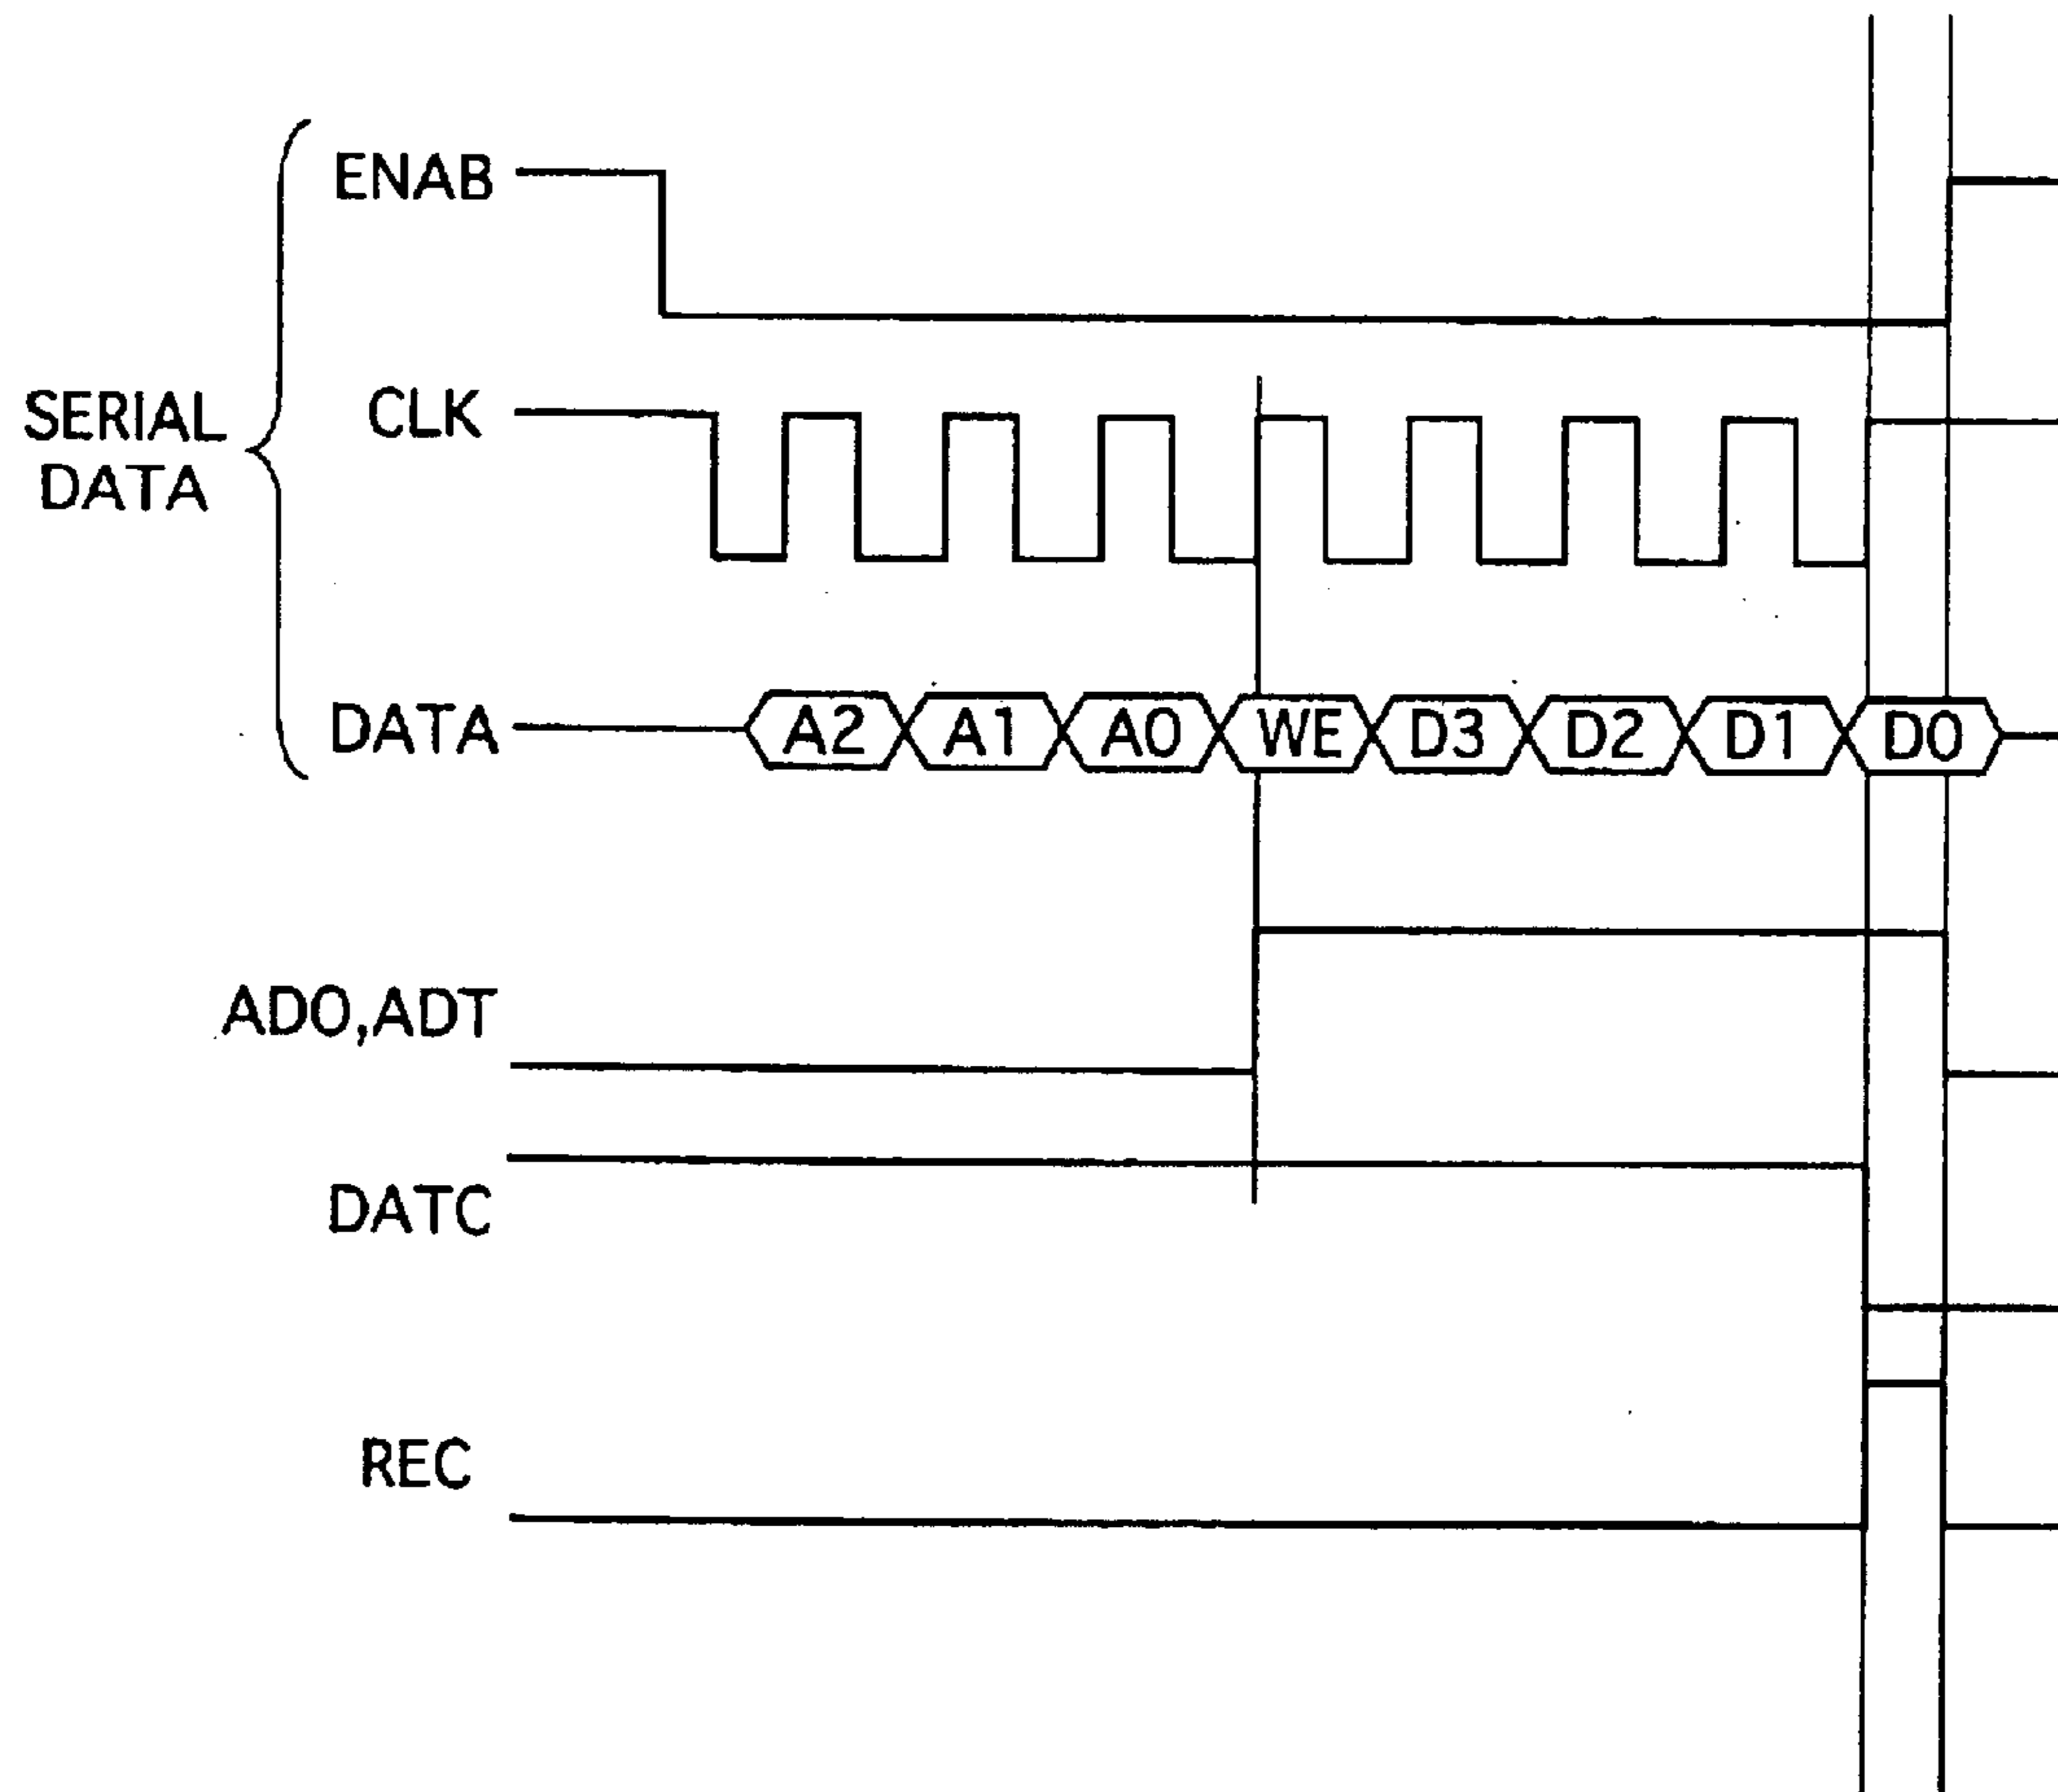 ENAB
SERIAL
DATA
CLK
DATA
A2
A1
A0
WE
D3
D2
D1
D0
ADO,ADT
DATC
REC